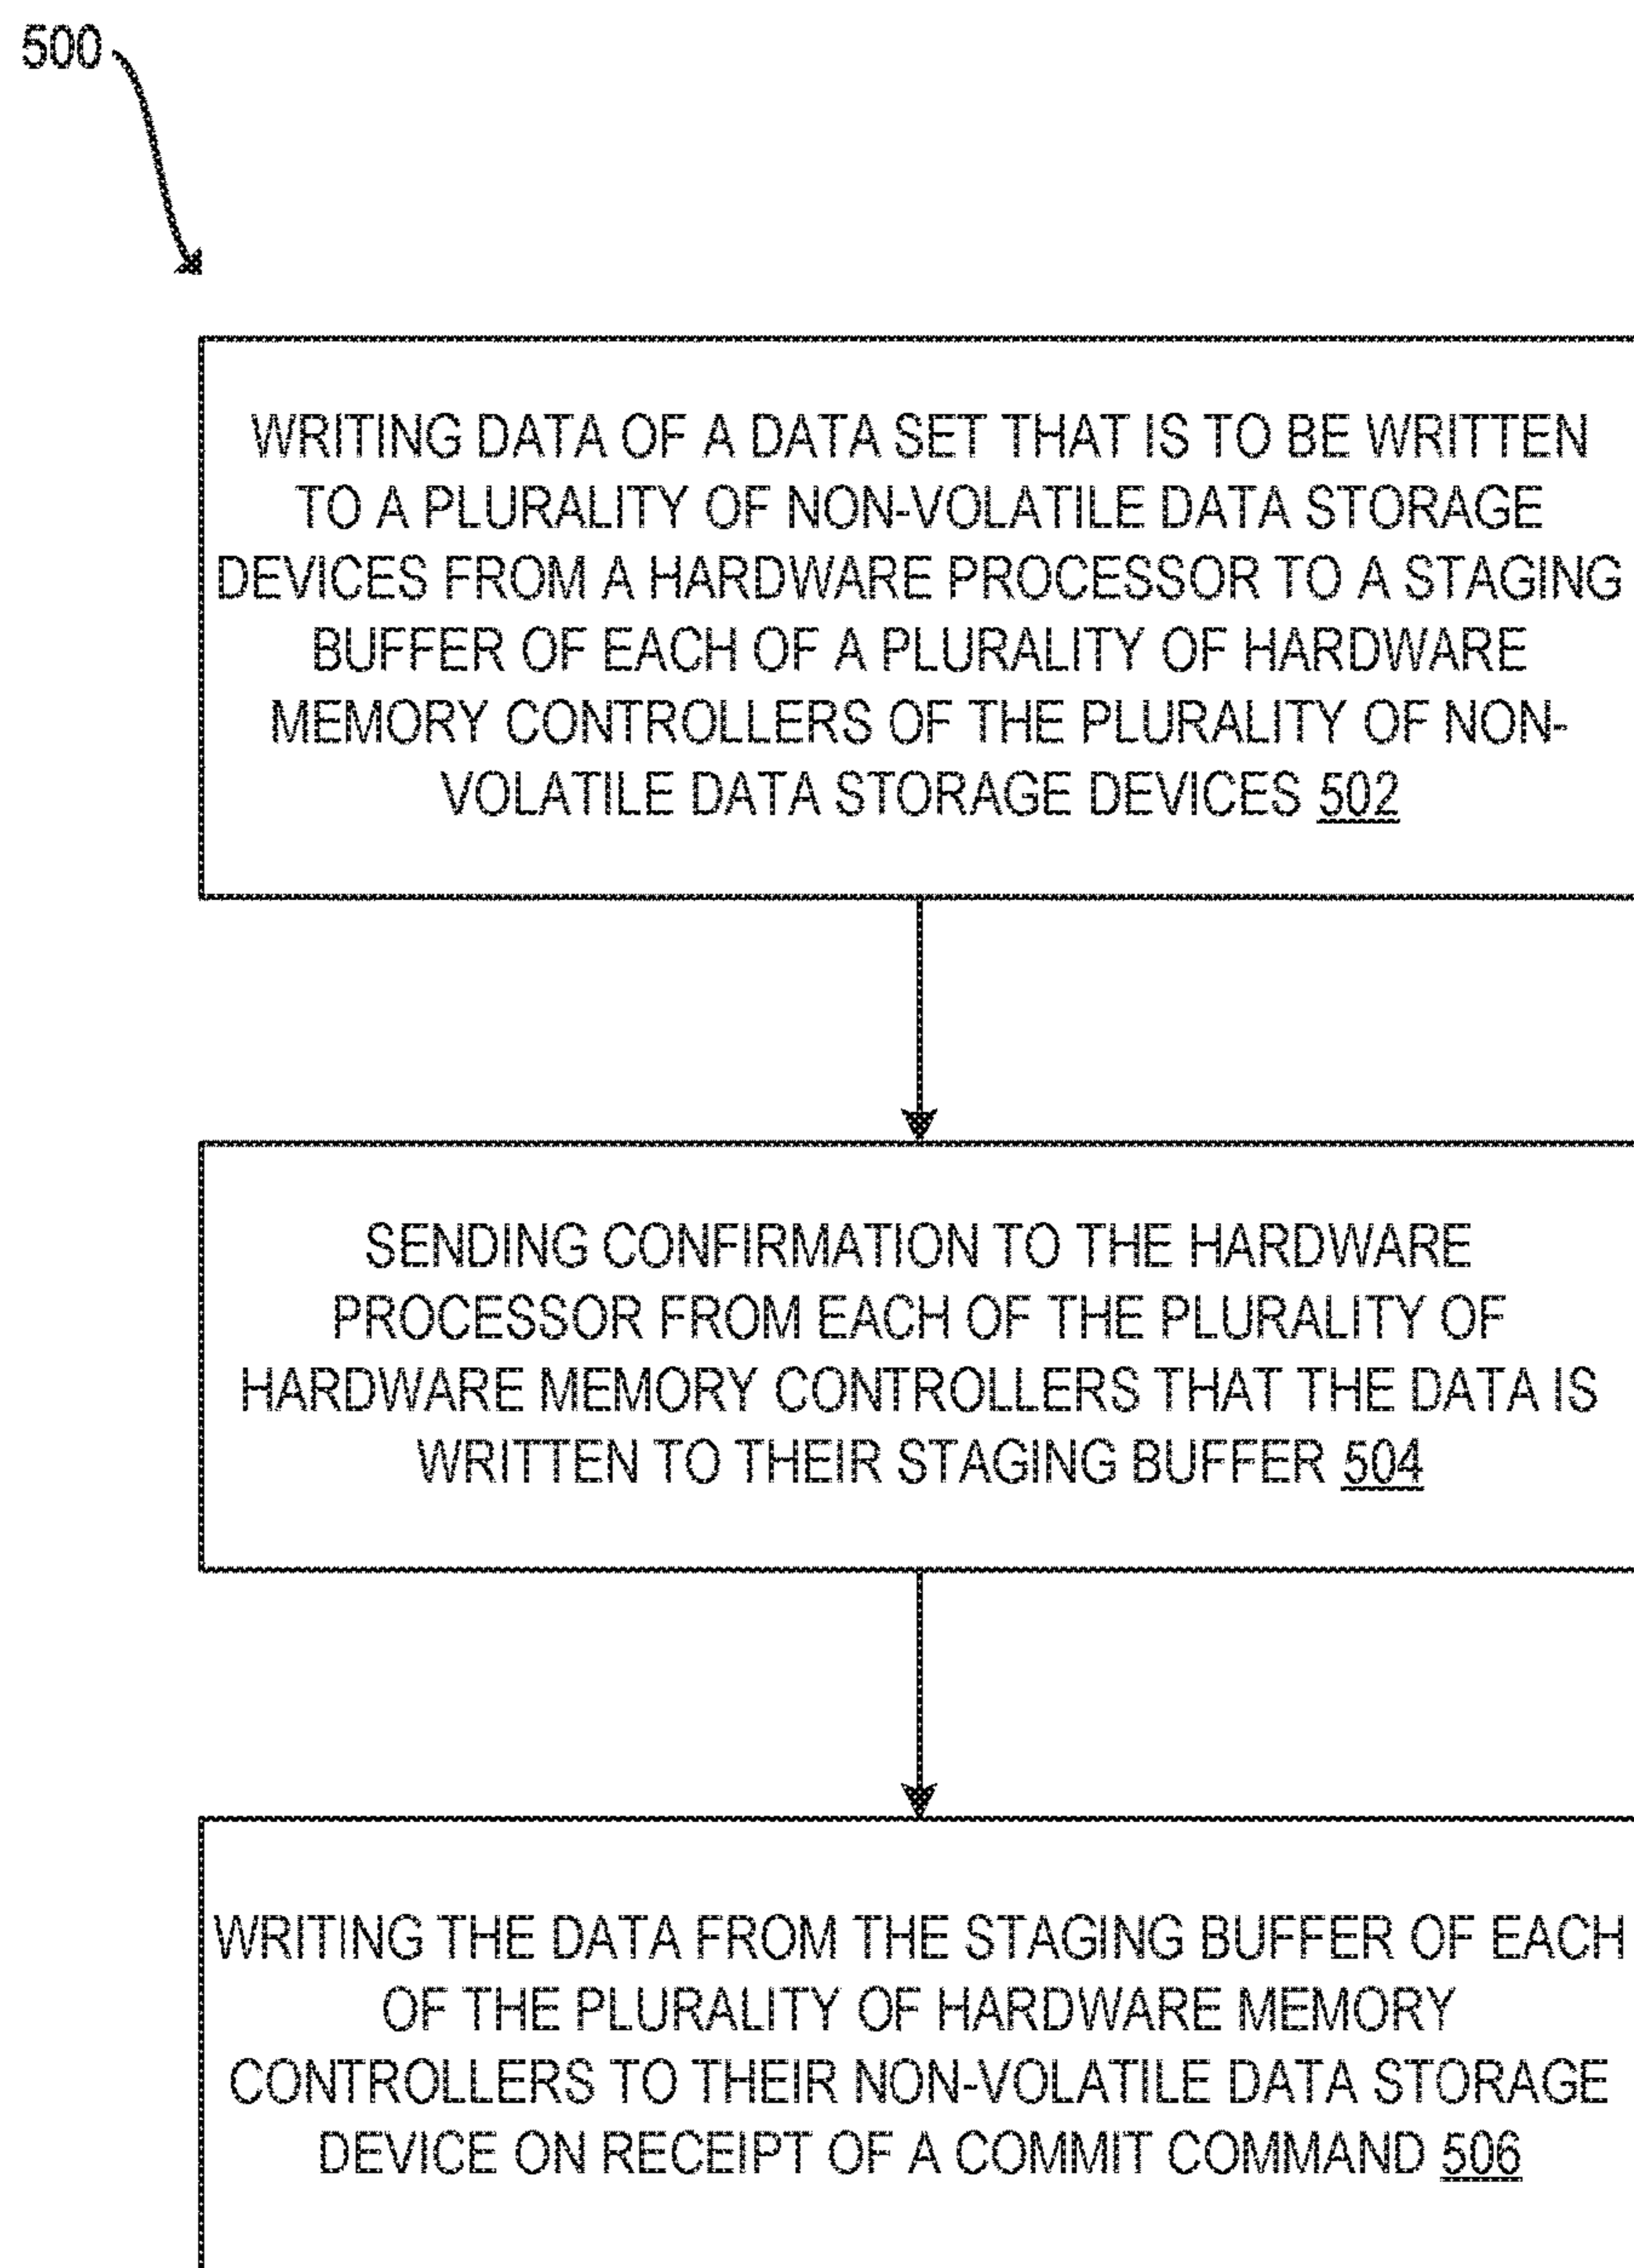 500
WRITING DATA OF A DATA SET THAT IS TO BE WRITTEN
TO A PLURALITY OF NON-VOLATILE DATA STORAGE
DEVICES FROM A HARDWARE PROCESSOR TO A STAGING
BUFFER OF EACH OF A PLURALITY OF HARDWARE
MEMORY CONTROLLERS OF THE PLURALITY OF NON-
VOLATILE DATA STORAGE DEVICES 502
SENDING CONFIRMATION TO THE HARDWARE
PROCESSOR FROM EACH OF THE PLURALITY OF
HARDWARE MEMORY CONTROLLERS THAT THE DATA IS
WRITTEN TO THEIR STAGING BUFFER 504
WRITING THE DATA FROM THE STAGING BUFFER OF EACH
OF THE PLURALITY OF HARDWARE MEMORY
CONTROLLERS TO THEIR NON-VOLATILE DATA STORAGE
DEVICE ON RECEIPT OF A COMMIT COMMAND 506